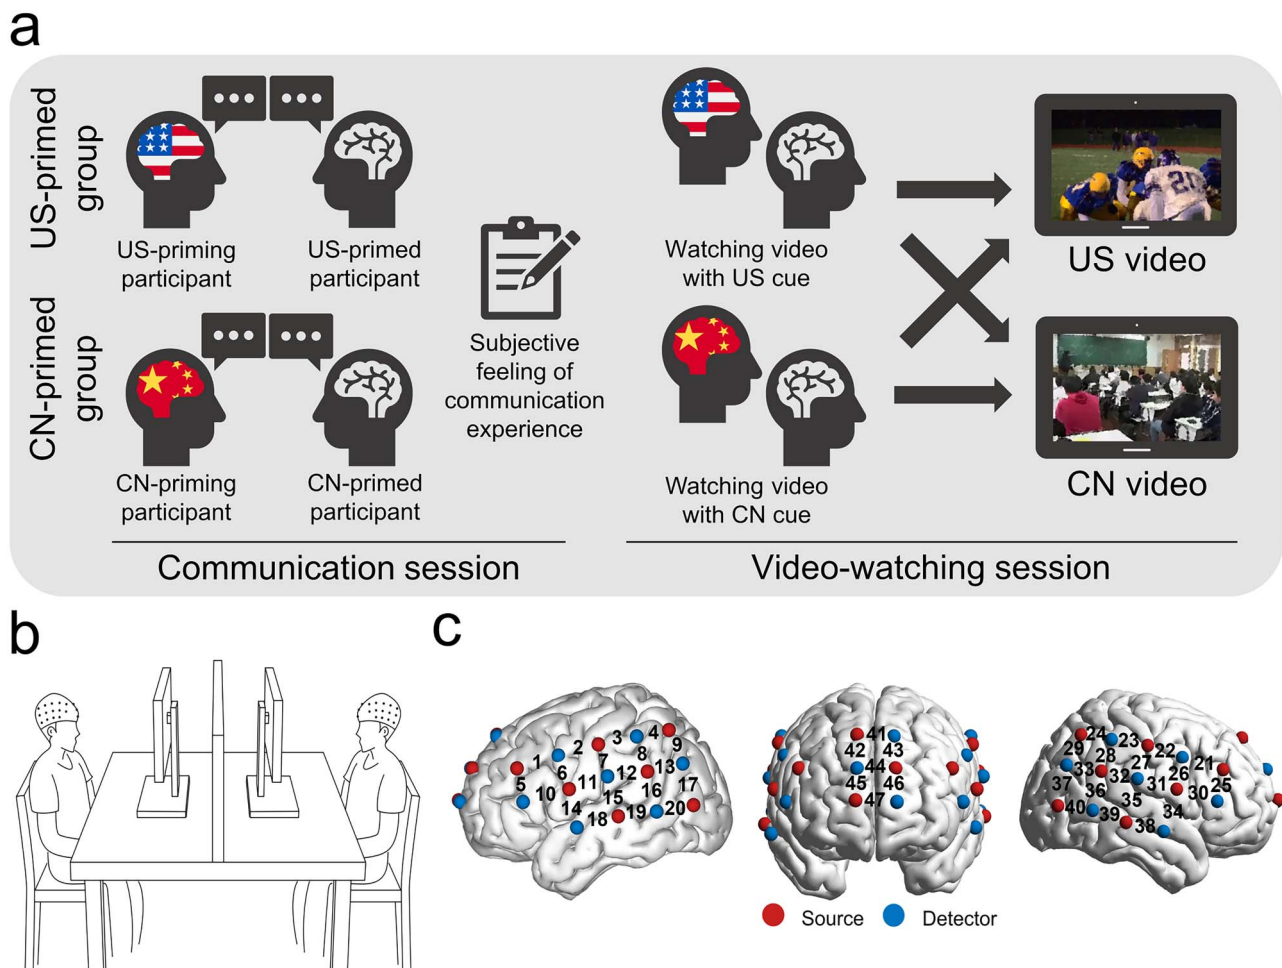 a
US-primed
group
US-priming
participant
US-primed
participant
CN-primed
group
CN-priming
participant
CN-primed
participant
Subjective
feeling of
communication
experience
Communication session
Watching video
with US cue
Watching video
with CN cue
20
US video
CN video
Video-watching session
b
c
1 2 3 4 5 6 7 8 9 10 11 12 13 14 15 16 17 18 19 20
41 42 43 44 45 46 47
21 22 23 24 25 26 27 28 29 30 31 32 33 34 35 36 37 38 39 40
Source
Detector